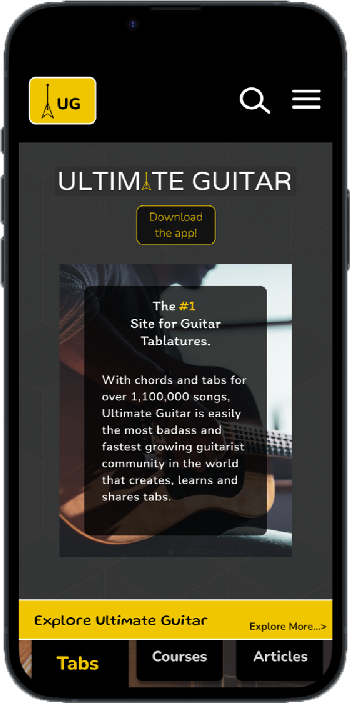 UG
ULTIMATE GUITAR
Download
the app!
The #1
Site for Guitar
Tablatures.
With chords and tabs for
over 1,100,000 songs,
Ultimate Guitar is easily
the most badass and
fastest growing guitarist
community in the world
that creates, learns and
shares tabs.
Explore Ultimate Guitar
Explore More...>
Tabs
Courses
Articles